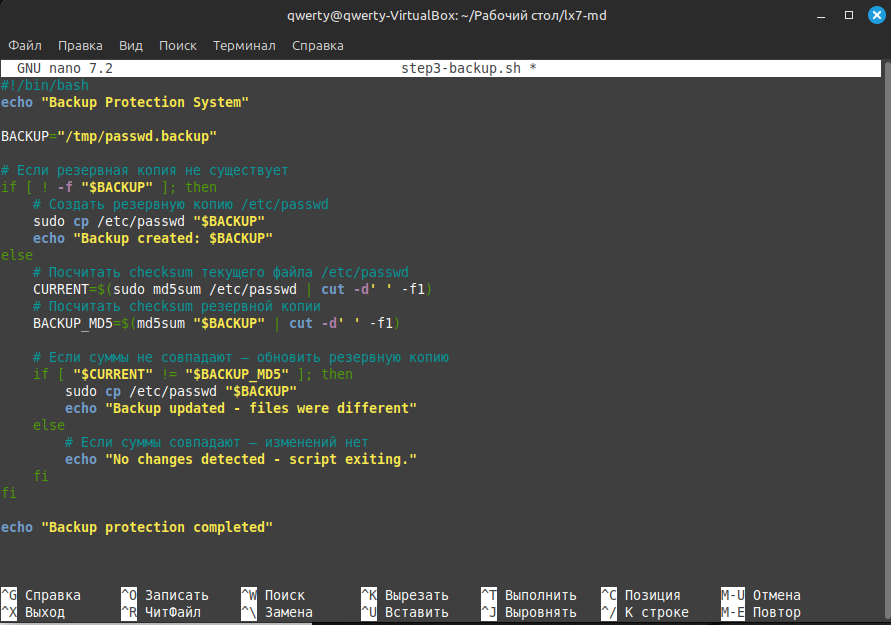 qwerty@qwerty-VirtualBox: ~/Рабочий стол/lx7-md
Файл Правка Вид Поиск Терминал Справка
GNU nano 7.2 step3-backup.sh *
#!/bin/bash
echo "Backup Protection System"
BACKUP="/tmp/passwd.backup"
# Если резервная копия не существует
if [ ! -f "$BACKUP" ]; then
# Создать резервную копию /etc/passwd
sudo cp /etc/passwd "$BACKUP"
echo "Backup created: $BACKUP"
else
# Посчитать checksum текущего файла /etc/passwd
CURRENT=$(sudo md5sum /etc/passwd | cut -d' ' -f1)
# Посчитать checksum резервной копии
BACKUP_MD5=$(md5sum "$BACKUP" | cut -d' ' -f1)
# Если суммы не совпадают — обновить резервную копию
if [ "$CURRENT" != "$BACKUP_MD5" ]; then
sudo cp /etc/passwd "$BACKUP"
echo "Backup updated - files were different"
else
# Если суммы совпадают — изменений нет
echo "No changes detected - script exiting."
fi
fi
echo "Backup protection completed"
^G Справка ^O Записать ^W Поиск ^K Вырезать ^T Выполнить ^C Позиция M-U Отмена
^X Выход ^R ЧитФайл ^\ Замена ^U Вставить ^J Выровнять ^/ К строке M-E Повтор